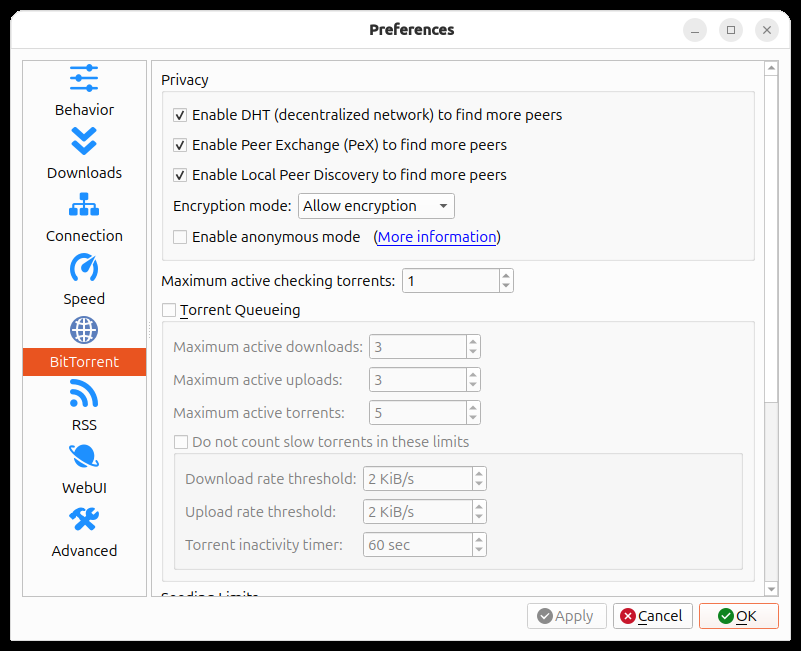 Preferences
Behavior
Downloads
Connection
Speed
BitTorrent
RSS
WebUI
Advanced
Privacy
Enable DHT (decentralized network) to find more peers
Enable Peer Exchange (PeX) to find more peers
Enable Local Peer Discovery to find more peers
Encryption mode: Allow encryption
Enable anonymous mode (More information)
Maximum active checking torrents: 1
Torrent Queueing
Maximum active downloads: 3
Maximum active uploads: 3
Maximum active torrents: 5
Do not count slow torrents in these limits
Download rate threshold: 2 KiB/s
Upload rate threshold: 2 KiB/s
Torrent inactivity timer: 60 sec
Seeding Limits
Apply Cancel OK